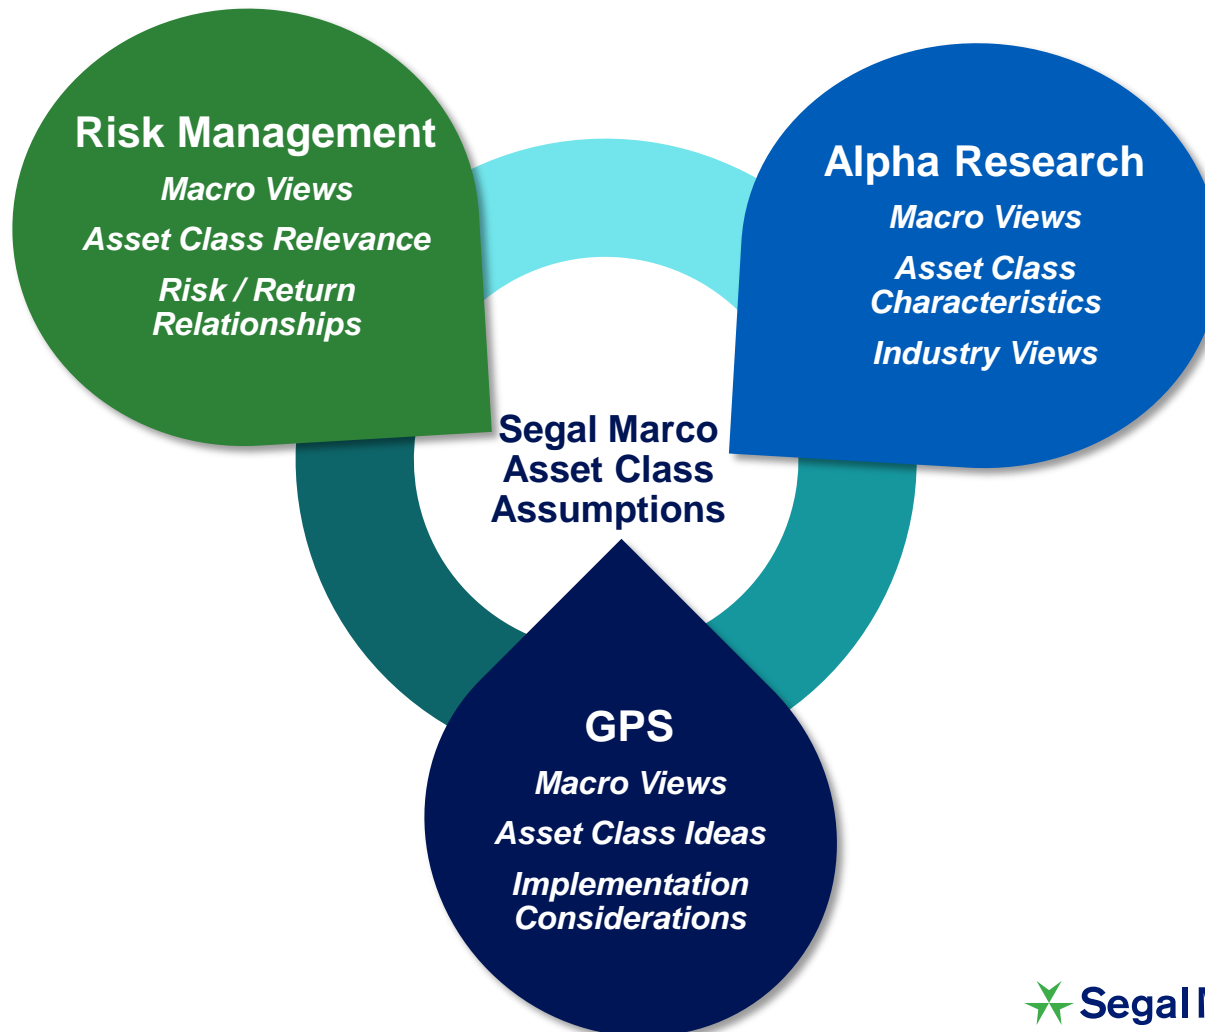 Risk Management
Macro Views
Asset Class Relevance
Risk / Return
Relationships
Alpha Research
Macro Views
Asset Class
Characteristics
Industry Views
Segal Marco
Asset Class
Assumptions
GPS
Macro Views
Asset Class Ideas
Implementation
Considerations
Segal